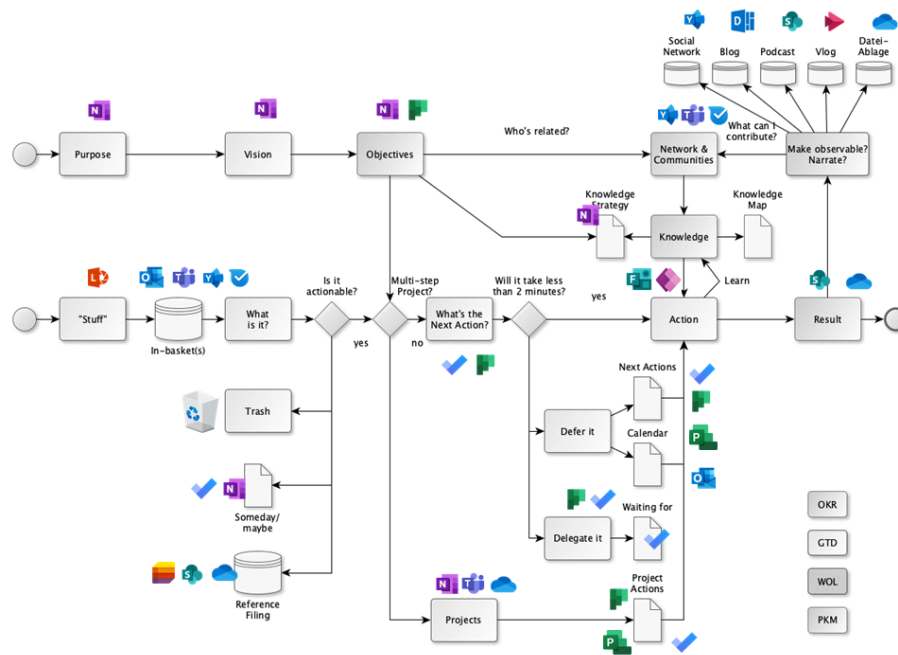 Social
Network
Blog
Podcast
Vlog
Datei-
Ablage
Purpose
Vision
Objectives
Who's related?
Network &
Communities
What can I
contribute?
Make observable?
Narrate?
Knowledge
Strategy
Knowledge
Knowledge
Map
"Stuff"
In-basket(s)
What
is it?
Is it
actionable?
yes
Multi-step
Project?
no
What's the
Next Action?
Will it take less
than 2 minutes?
yes
Learn
Action
Result
Trash
Someday/
maybe
Reference
Filing
Defer it
Next Actions
Calendar
Delegate it
Waiting for
Projects
Project
Actions
OKR
GTD
WOL
PKM